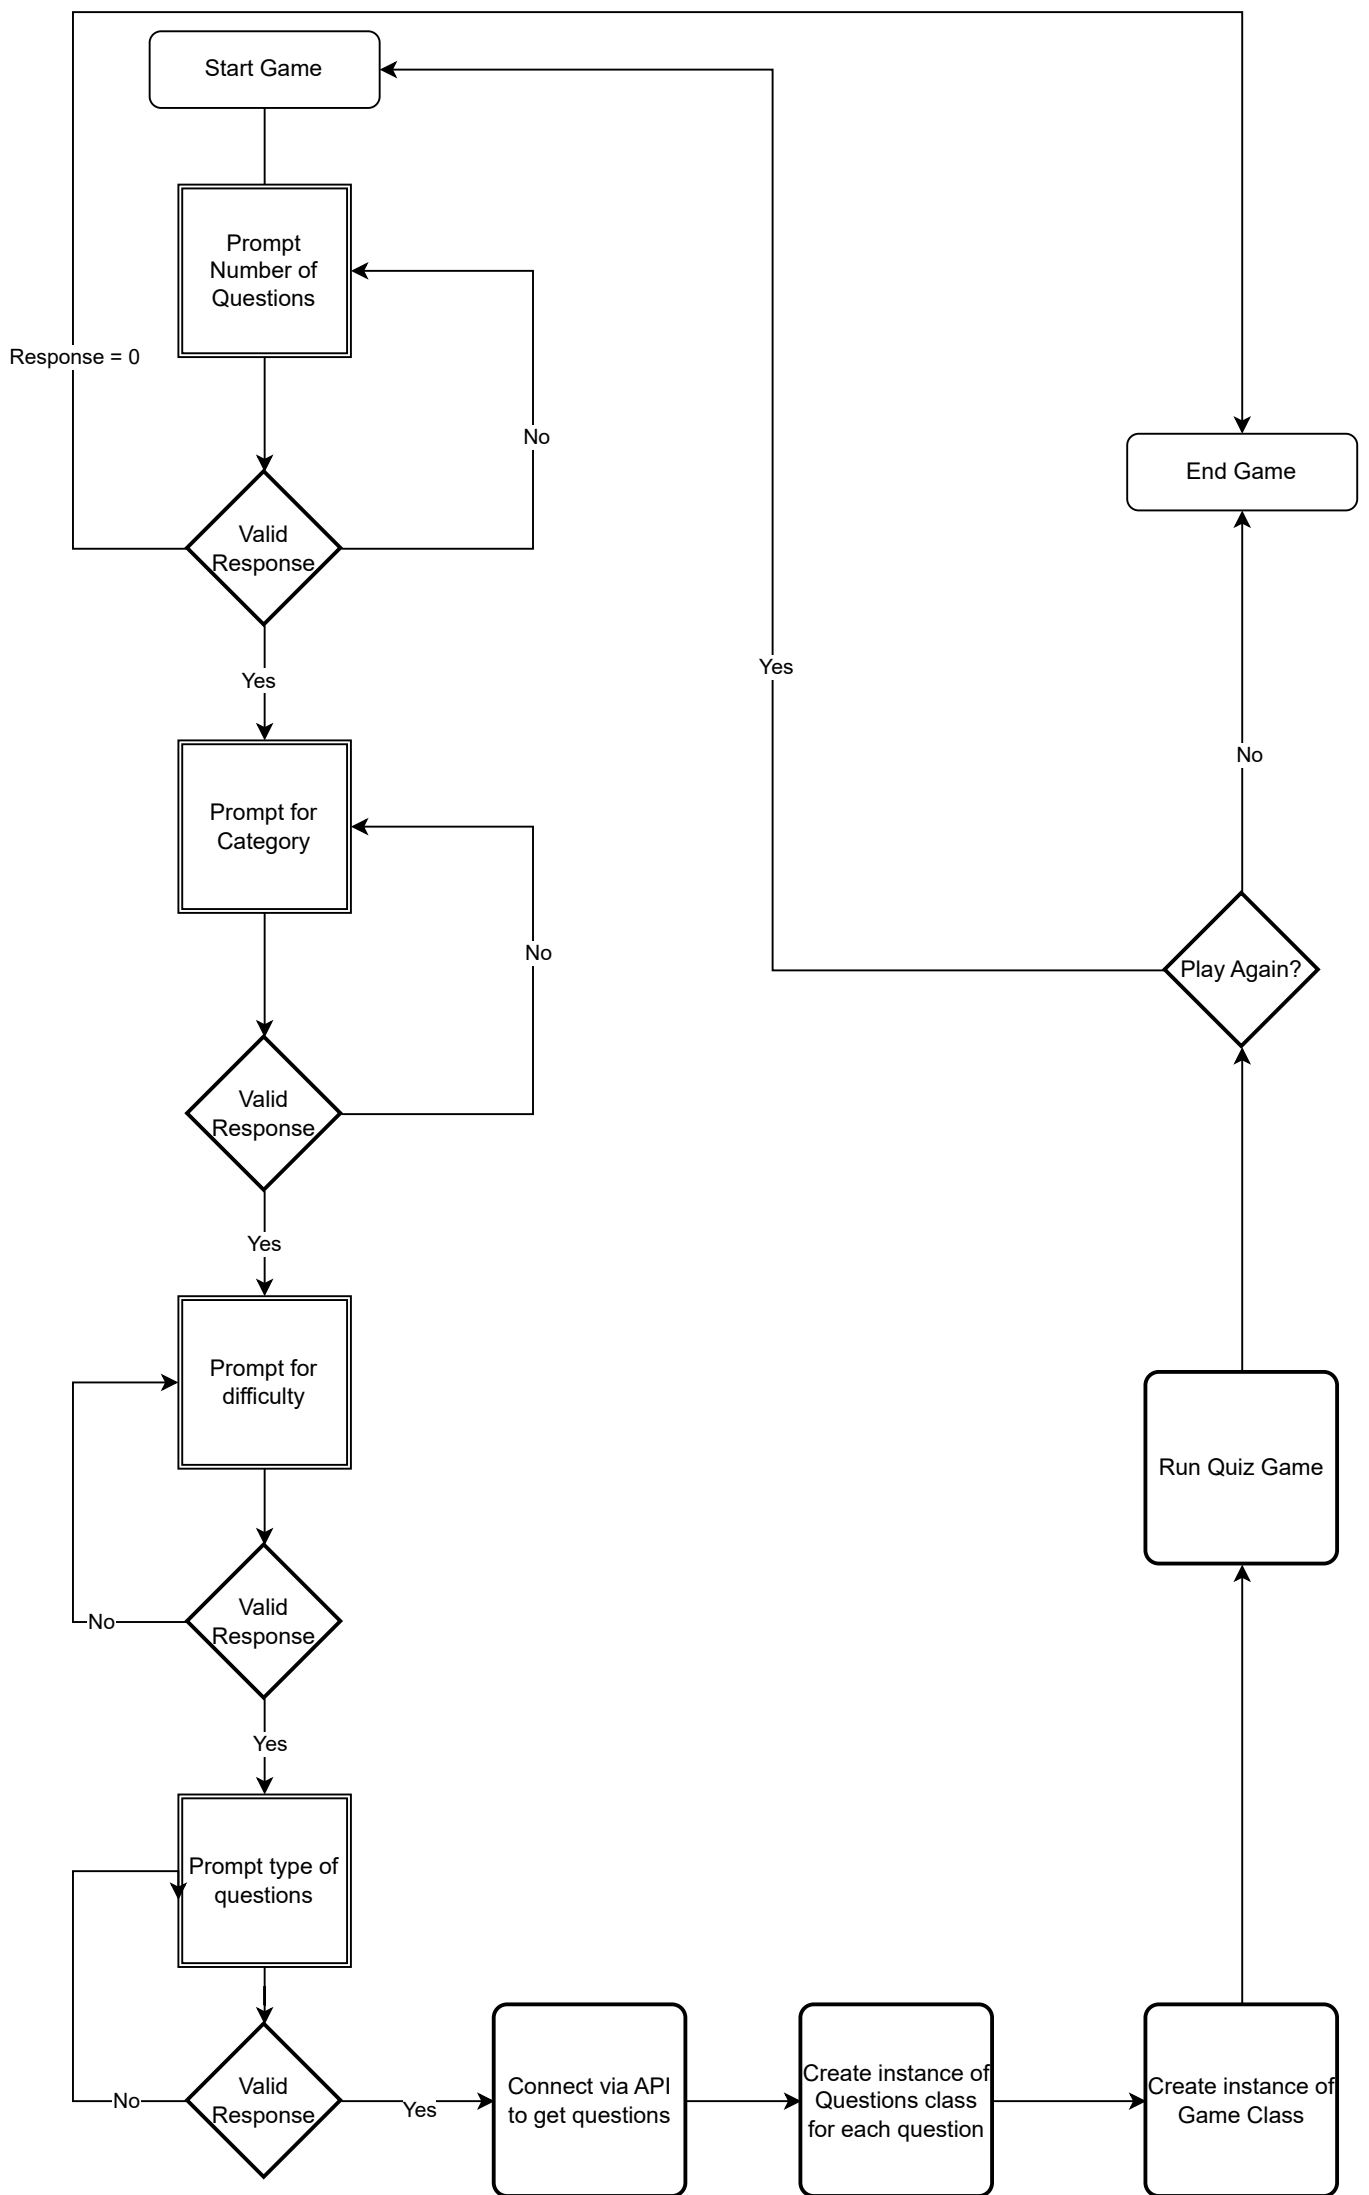 Start Game
Prompt
Number of
Questions
Response = 0
No
Valid
Response
Yes
End Game
Yes
No
Prompt for
Category
No
Play Again?
Valid
Response
Yes
Prompt for
difficulty
Run Quiz Game
Valid
Response
No
Yes
Prompt type of
questions
Valid
Response
No
Yes
Connect via API
to get questions
Create instance of
Questions class
for each question
Create instance of
Game Class